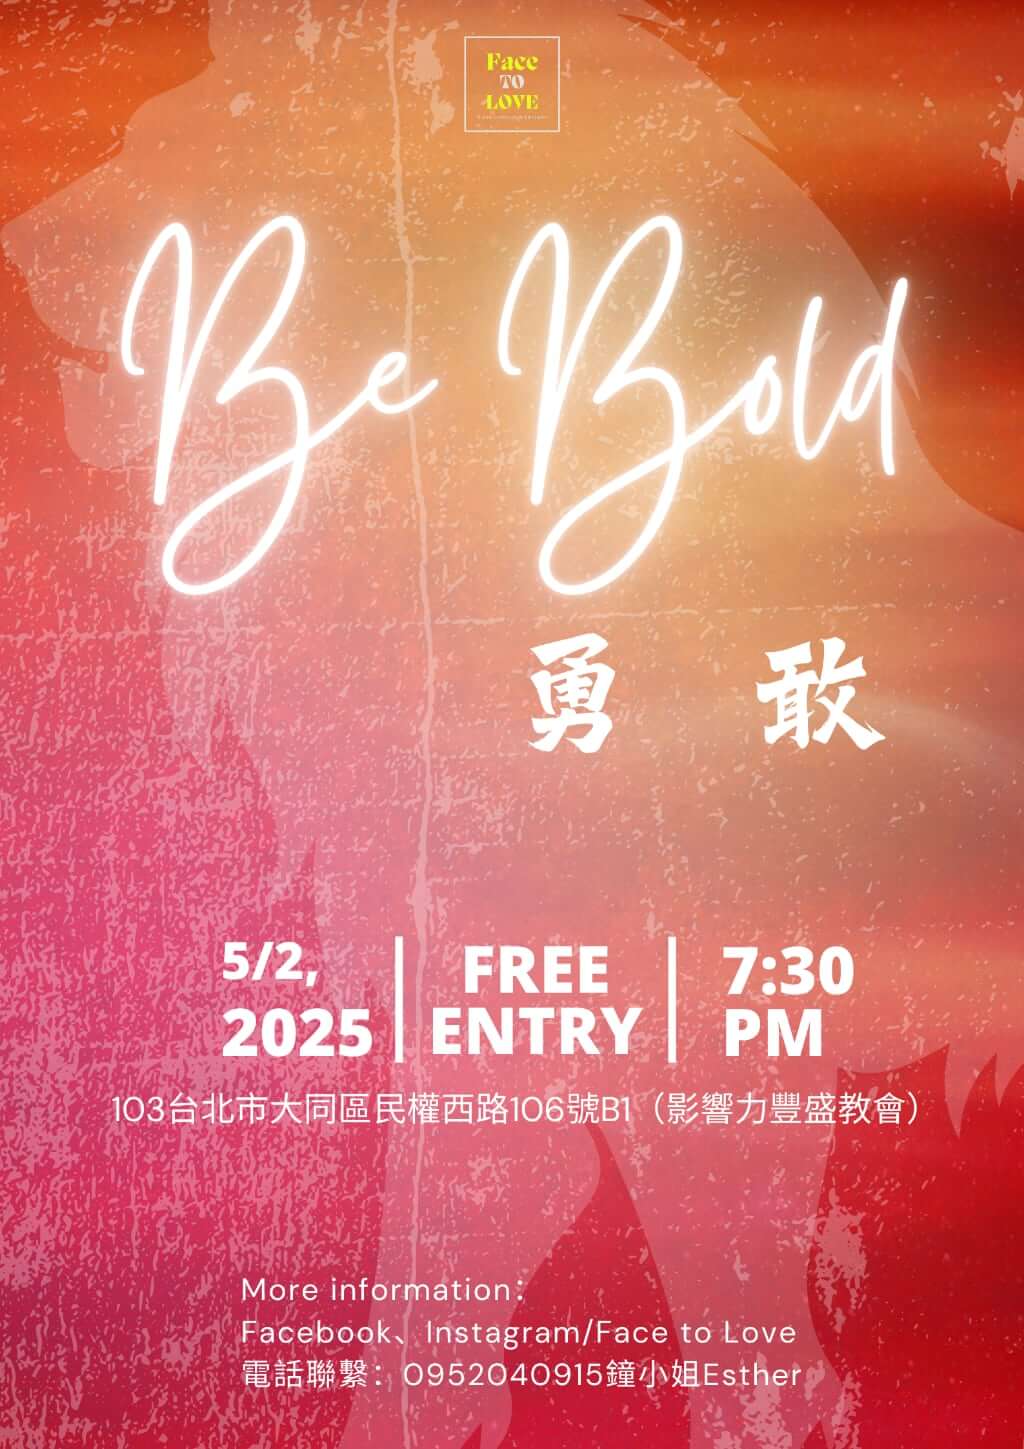 Face
TO
LOVE
Be Bold
勇 敢
5/2,
2025
FREE
ENTRY
7:30
PM
103台北市大同區民權西路106號B1（影響力豐盛教會）
More information：
Facebook、Instagram/Face to Love
電話聯繫：0952040915鐘小姐Esther